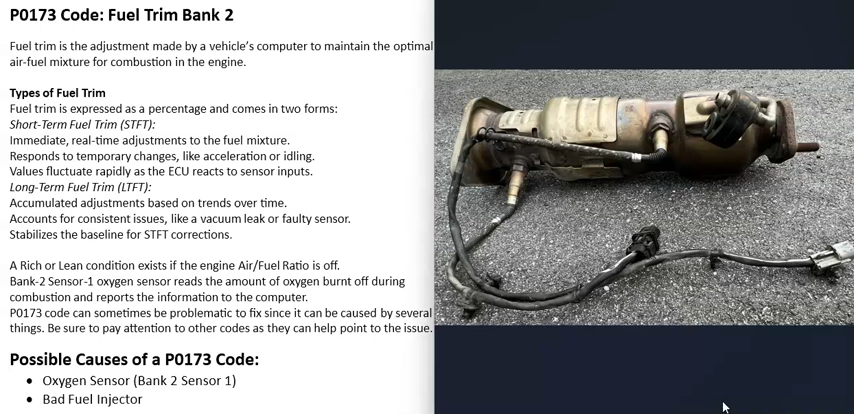 P0173 Code: Fuel Trim Bank 2
Fuel trim is the adjustment made by a vehicle's computer to maintain the optimal
air-fuel mixture for combustion in the engine.
Types of Fuel Trim
Fuel trim is expressed as a percentage and comes in two forms:
Short-Term Fuel Trim (STFT):
Immediate, real-time adjustments to the fuel mixture.
Responds to temporary changes, like acceleration or idling.
Values fluctuate rapidly as the ECU reacts to sensor inputs.
Long-Term Fuel Trim (LTFT):
Accumulated adjustments based on trends over time.
Accounts for consistent issues, like a vacuum leak or faulty sensor.
Stabilizes the baseline for STFT corrections.
A Rich or Lean condition exists if the engine Air/Fuel Ratio is off.
Bank-2 Sensor-1 oxygen sensor reads the amount of oxygen burnt off during
combustion and reports the information to the computer.
P0173 code can sometimes be problematic to fix since it can be caused by several
things. Be sure to pay attention to other codes as they can help point to the issue.
Possible Causes of a P0173 Code:
• Oxygen Sensor (Bank 2 Sensor 1)
• Bad Fuel Injector